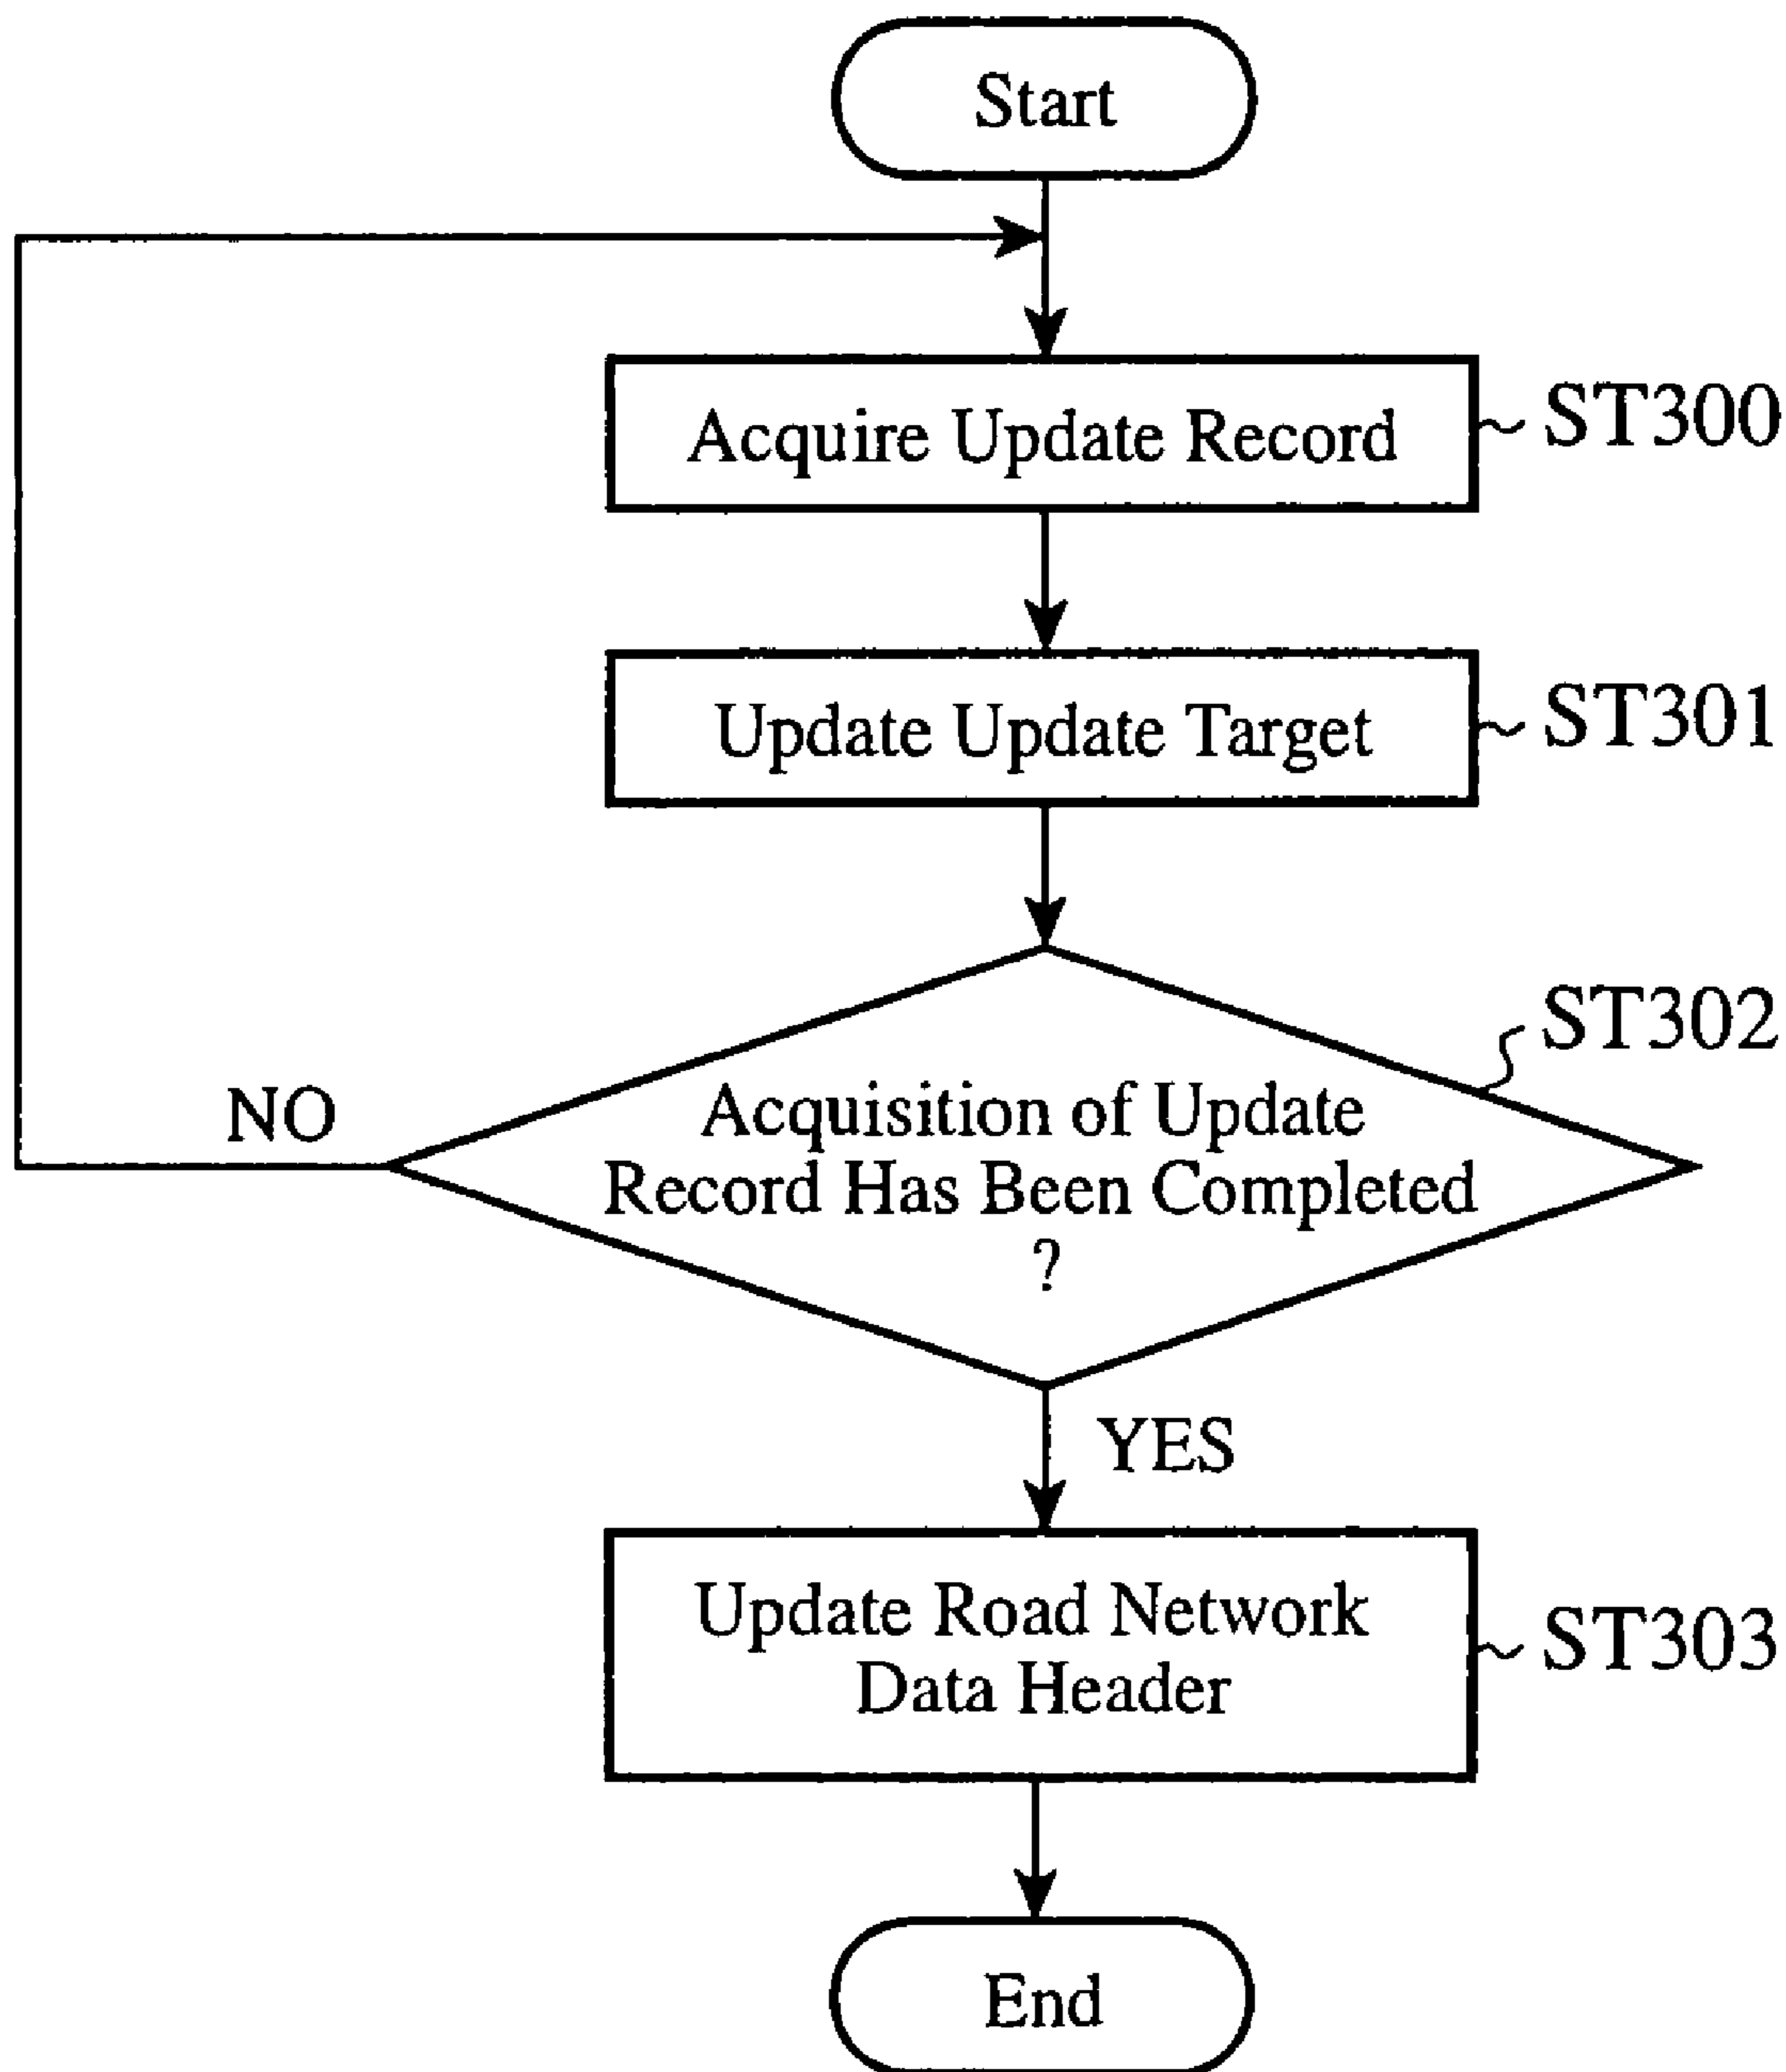 Start
Acquire Update Record
ST300
Update Update Target
ST301
ST302
Acquisition of Update
Record Has Been Completed
?
NO
YES
Update Road Network
Data Header
ST303
End